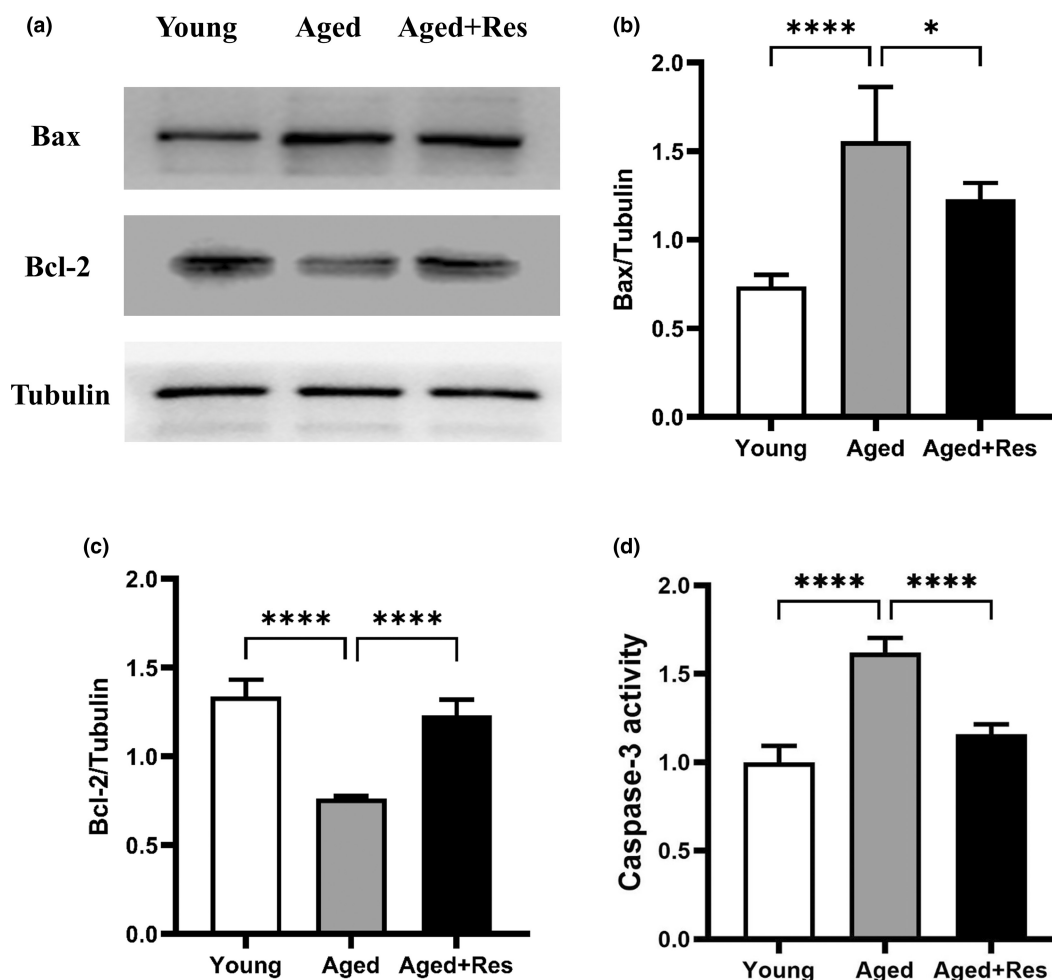 (a)
Young Aged Aged+Res
Bax
Bcl-2
Tubulin
(b)
**** *
Bax/Tubulin
2.0
1.5
1.0
0.5
0.0
Young Aged Aged+Res
(c)
**** ****
Bcl-2/Tubulin
2.0
1.5
1.0
0.5
0.0
Young Aged Aged+Res
(d)
**** ****
Caspase-3 activity
2.0
1.5
1.0
0.5
0.0
Young Aged Aged+Res